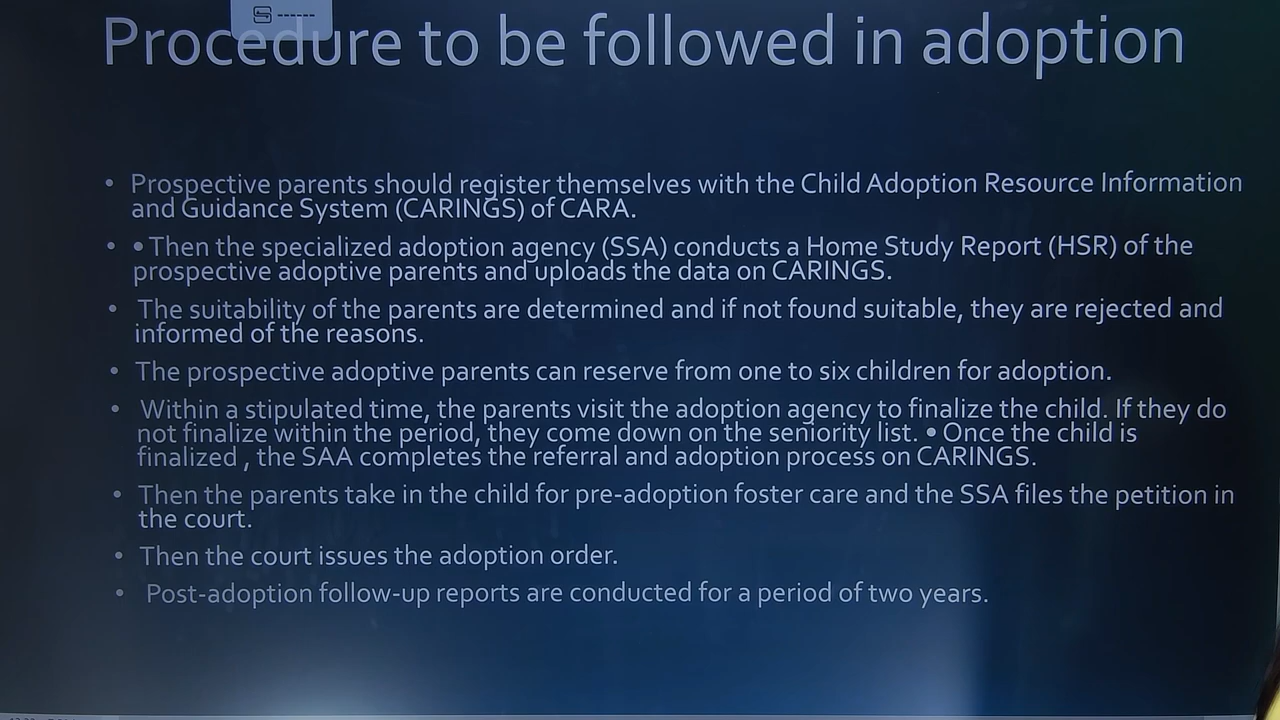 Procedure to be followed in adoption
• Prospective parents should register themselves with the Child Adoption Resource Information
and Guidance System (CARINGS) of CARA.
• • Then the specialized adoption agency (SSA) conducts a Home Study Report (HSR) of the
prospective adoptive parents and uploads the data on CARINGS.
• The suitability of the parents are determined and if not found suitable, they are rejected and
informed of the reasons.
• The prospective adoptive parents can reserve from one to six children for adoption.
• Within a stipulated time, the parents visit the adoption agency to finalize the child. If they do
not finalize within the period, they come down on the seniority list. • Once the child is
finalized , the SAA completes the referral and adoption process on CARINGS.
• Then the parents take in the child for pre-adoption foster care and the SSA files the petition in
the court.
• Then the court issues the adoption order.
• Post-adoption follow-up reports are conducted for a period of two years.